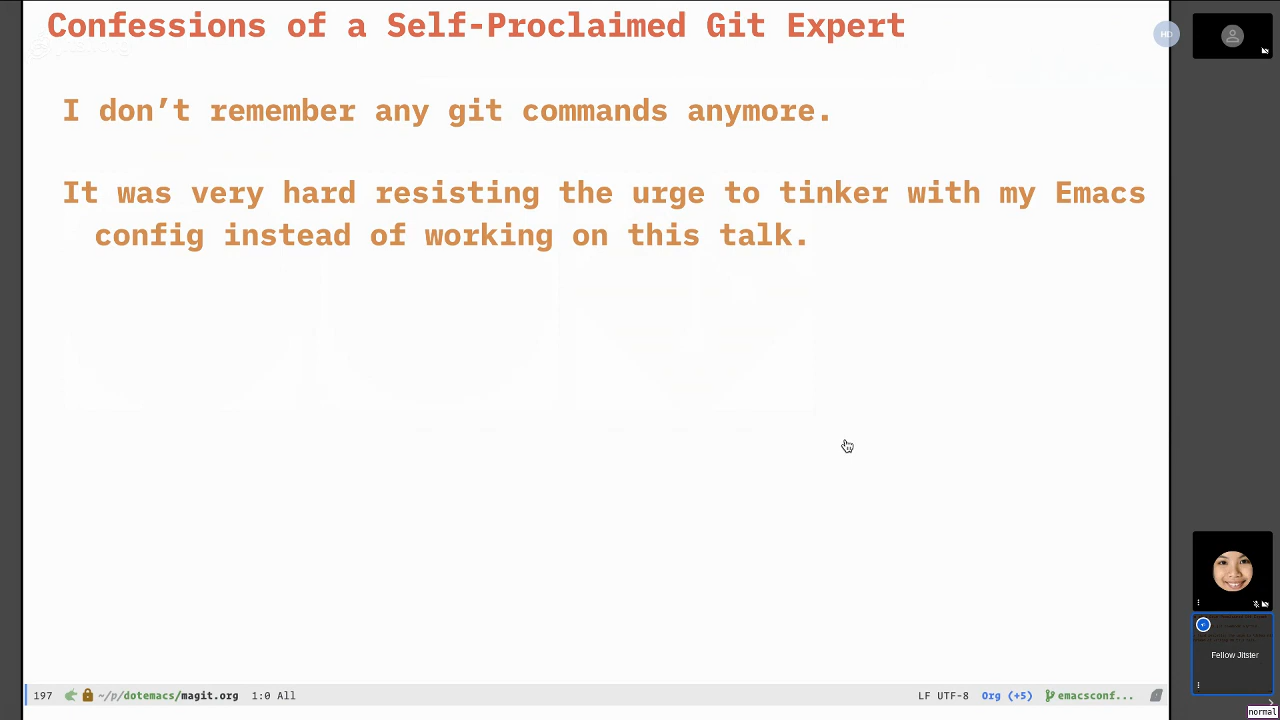 Confessions of a Self-Proclaimed Git Expert
HD
I don’t remember any git commands anymore.
It was very hard resisting the urge to tinker with my Emacs
config instead of working on this talk.
Fellow Jitster
197 ~/p/dotemacs/magit.org 1:0 All LF UTF-8 Org (+5) emacsconf...
normal